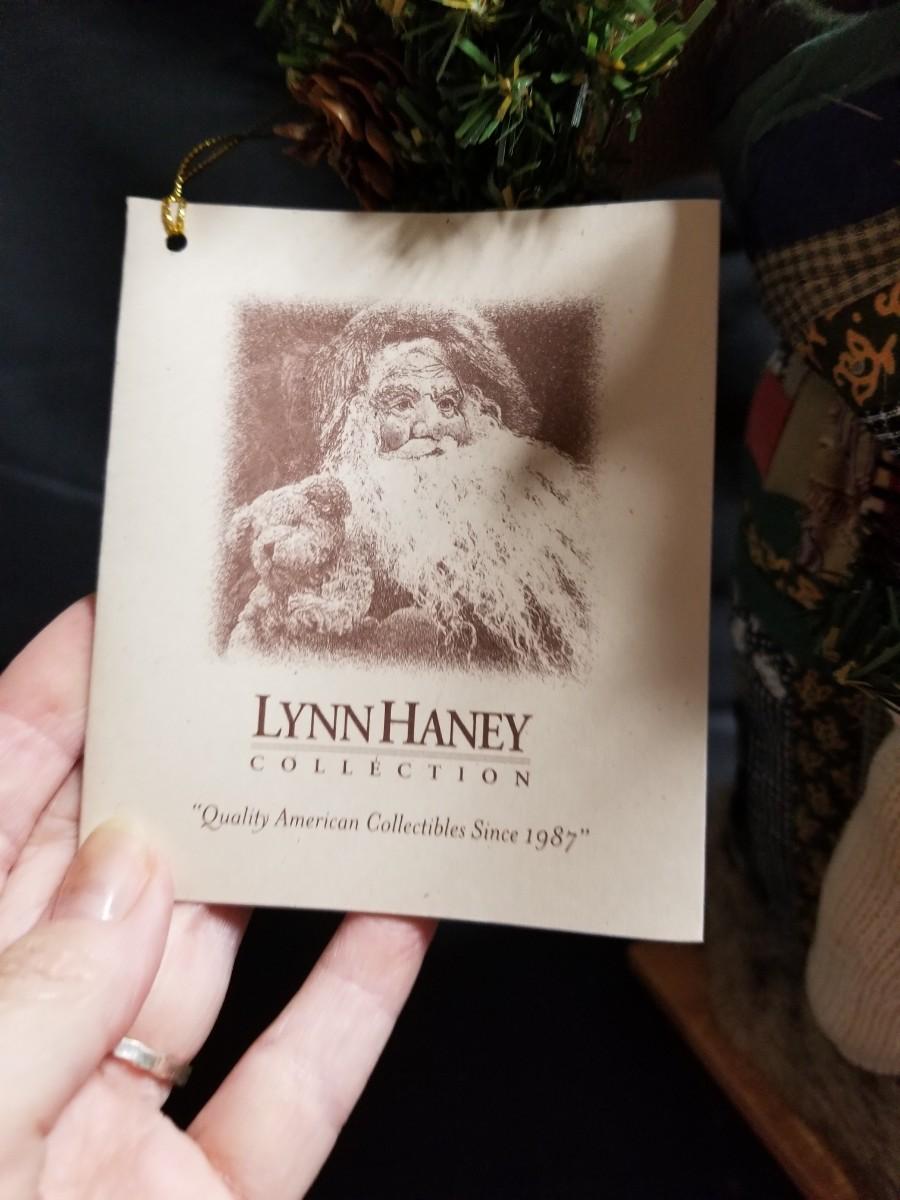 LYNN HANEY
COLLECTION
"Quality American Collectibles Since 1987"